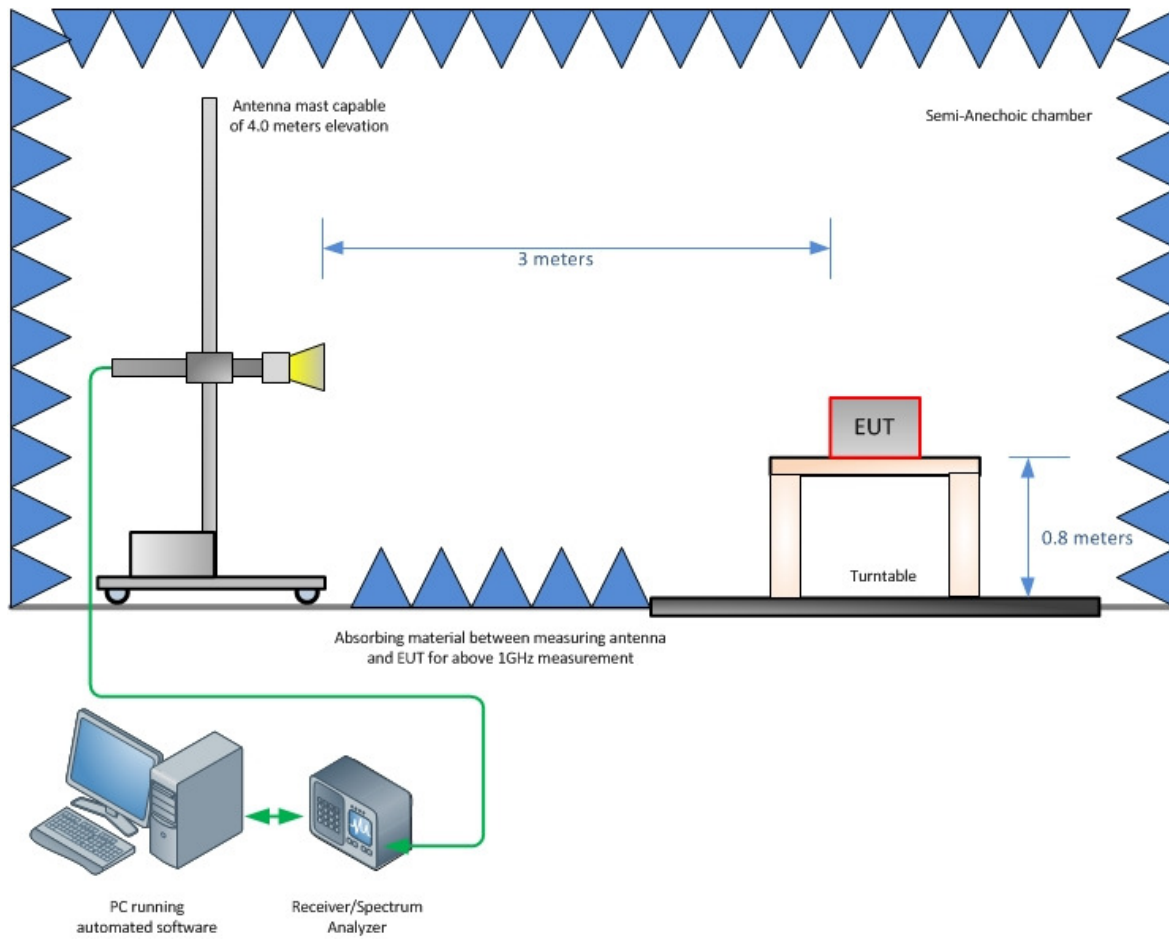 Antenna mast capable
of 4.0 meters elevation
Semi-Anechoic chamber
3 meters
EUT
0.8 meters
Turntable
Absorbing material between measuring antenna
and EUT for above 1GHz measurement
PC running
automated software
Receiver/Spectrum
Analyzer